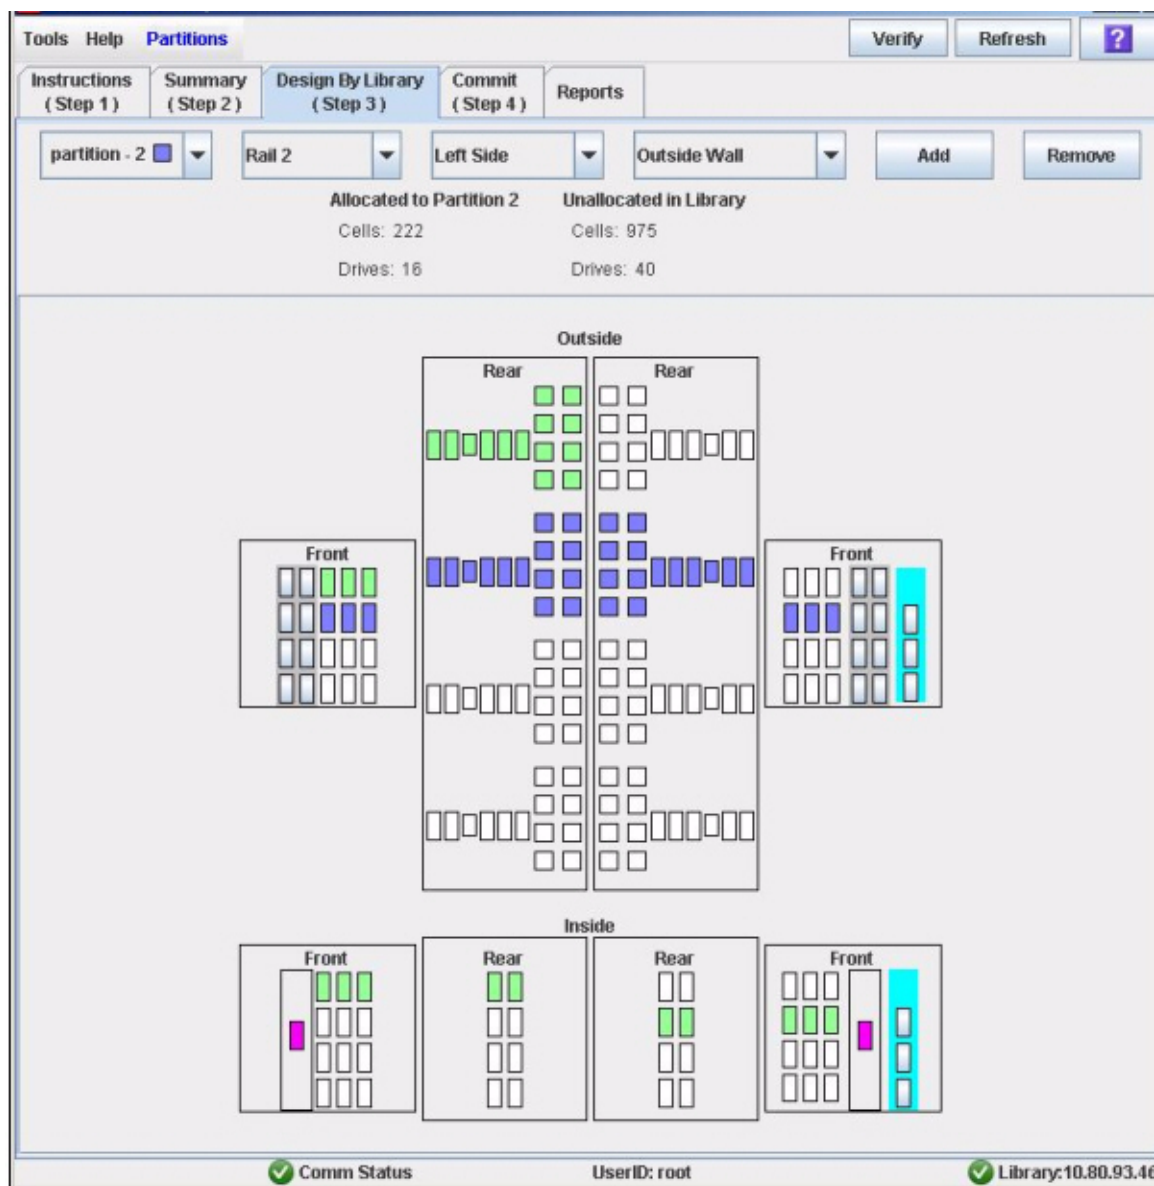 Tools Help Partitions Verify Refresh ?
Instructions Summary Design By Library Commit Reports
( Step 1 ) ( Step 2 ) ( Step 3 ) ( Step 4 )
partition - 2 Rail 2 Left Side Outside Wall Add Remove
Allocated to Partition 2 Unallocated in Library
Cells: 222 Cells: 975
Drives: 16 Drives: 40
Outside
Rear Rear
Front Front
Inside
Front Rear Rear Front
Comm Status UserID: root Library:10.80.93.46